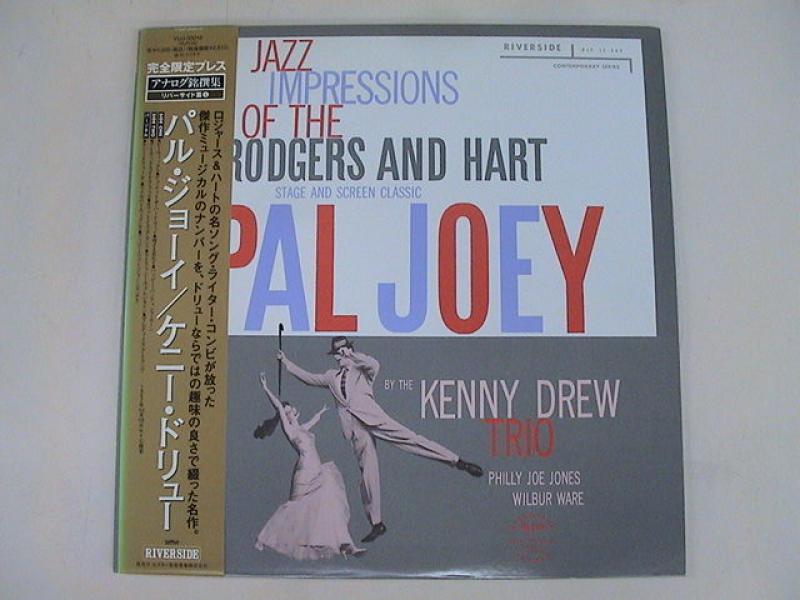 完全限定プレス
アナログ銘撰集
リバーサイド篇
パル・ジョーイ/ケニー・ドリュー
ロジャース&ハートの名ソング・ライター・コンビが放った
傑作ミュージカルのナンバーを、ドリューならではの趣味の良さで綴った名作。
RIVERSIDE
JAZZ
IMPRESSIONS
OF THE
RODGERS AND HART
STAGE AND SCREEN CLASSIC
PAL JOEY
RIVERSIDE
CONTEMPORARY SERIES
BY THE
KENNY DREW
TRIO
PHILLY JOE JONES
WILBUR WARE